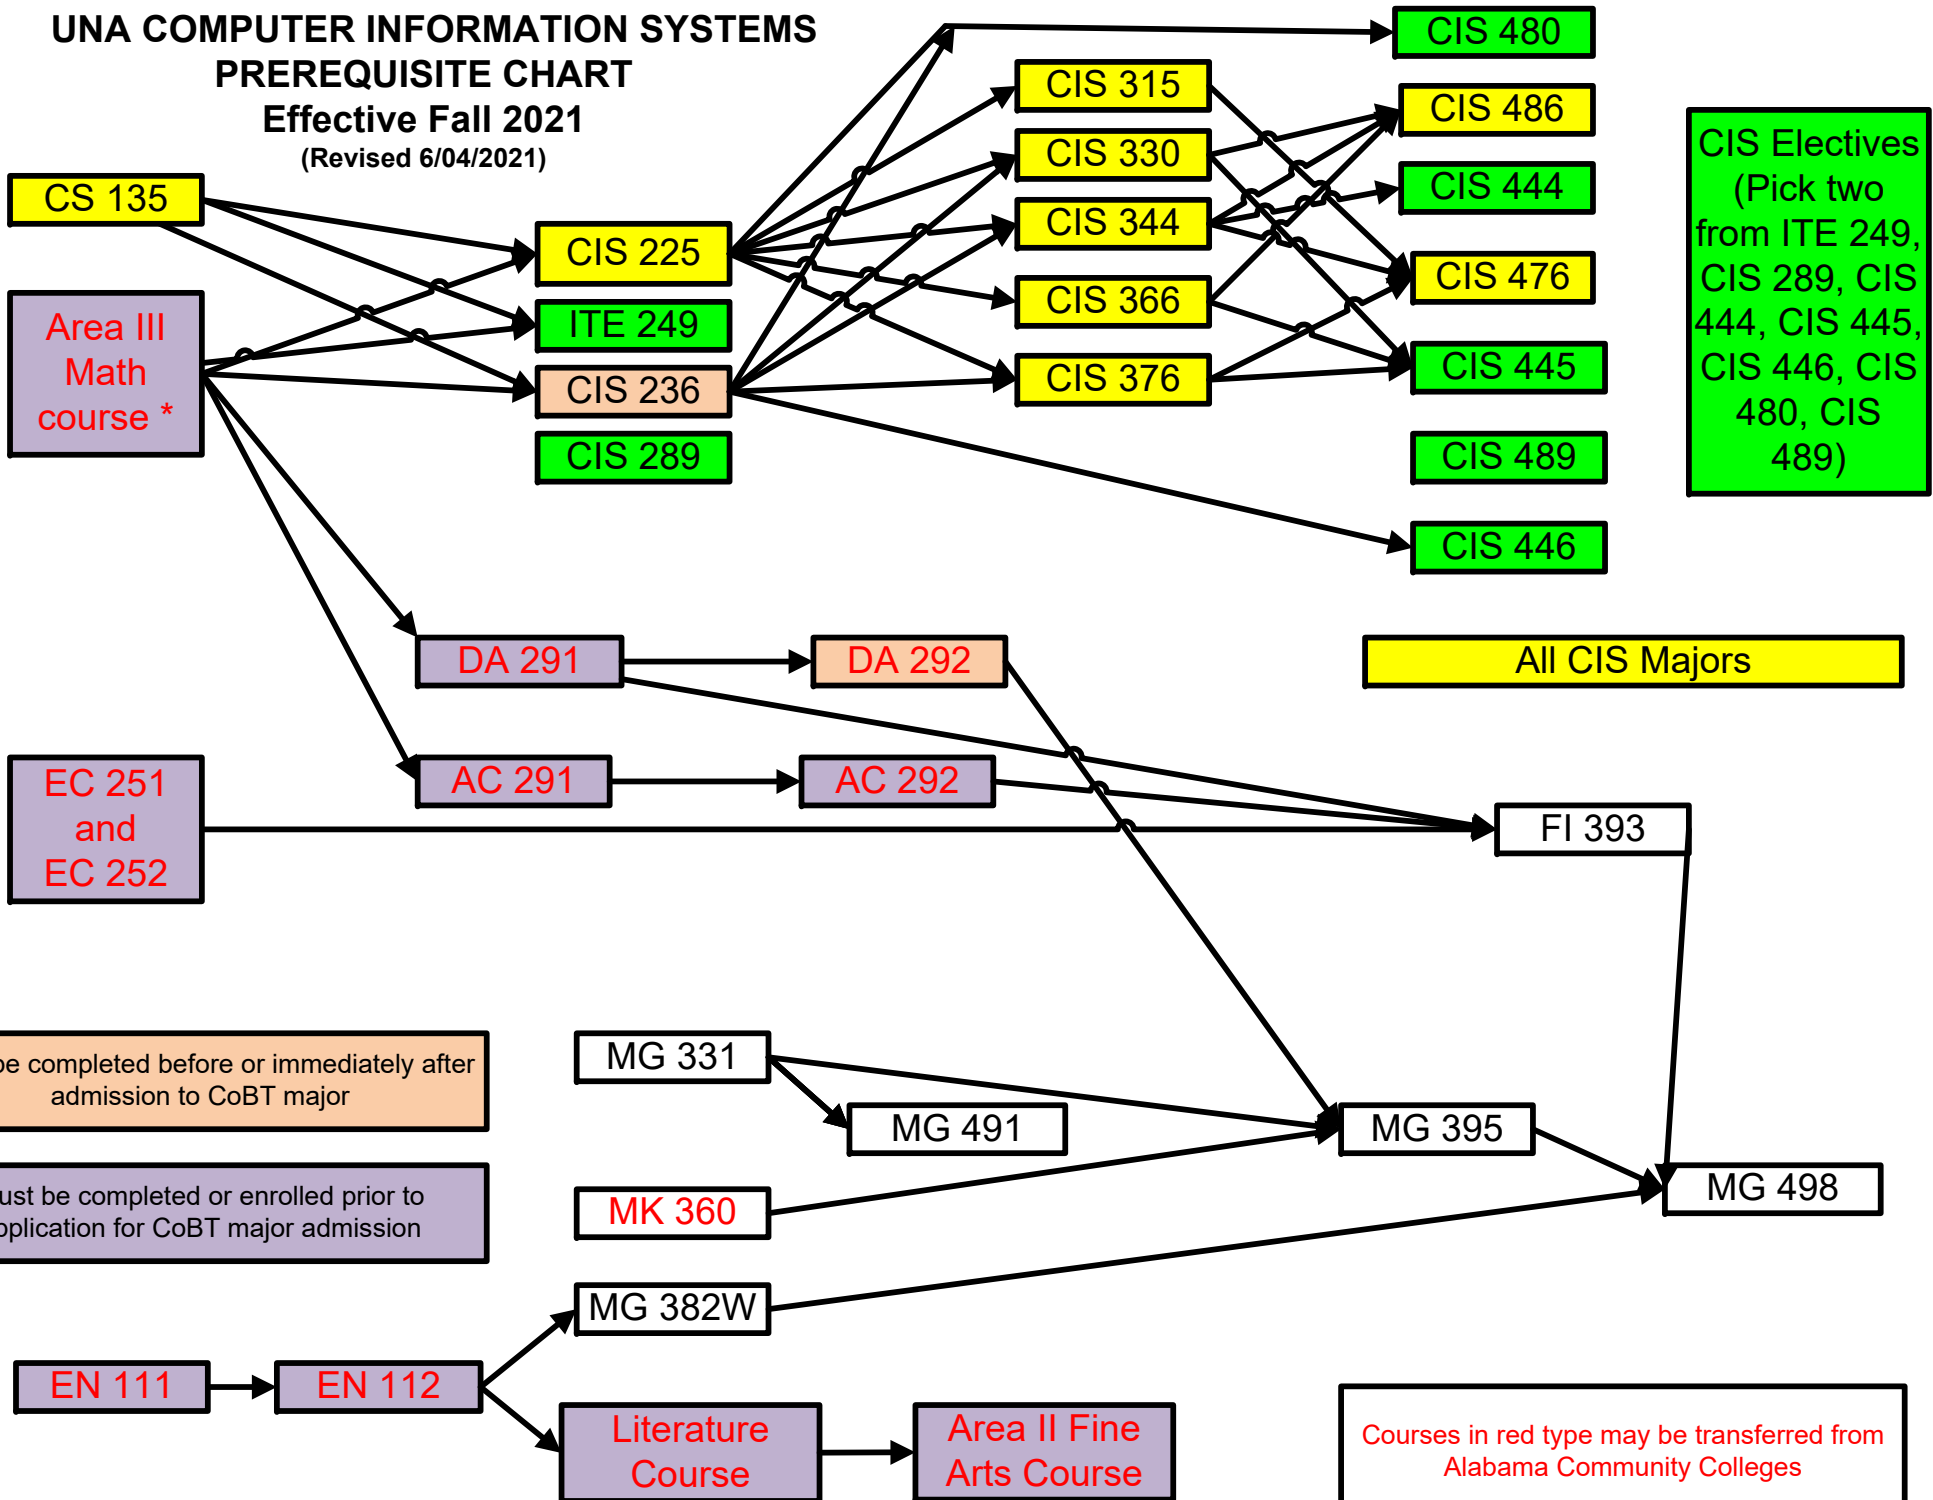 UNA COMPUTER INFORMATION SYSTEMS
PREREQUISITE CHART
Effective Fall 2021
(Revised 6/04/2021)
CS 135
Area III
Math
course *
CIS 225
ITE 249
CIS 236
CIS 289
CIS 315
CIS 330
CIS 344
CIS 366
CIS 376
CIS 480
CIS 486
CIS 444
CIS 476
CIS 445
CIS 489
CIS 446
CIS Electives
(Pick two
from ITE 249,
CIS 289, CIS
444, CIS 445,
CIS 446, CIS
480, CIS
489)
All CIS Majors
DA 291
DA 292
AC 291
AC 292
EC 251
and
EC 252
FI 393
be completed before or immediately after
admission to CoBT major
ust be completed or enrolled prior to
pplication for CoBT major admission
MG 331
MG 491
MK 360
MG 395
MG 498
MG 382W
EN 111
EN 112
Literature
Course
Area II Fine
Arts Course
Courses in red type may be transferred from
Alabama Community Colleges